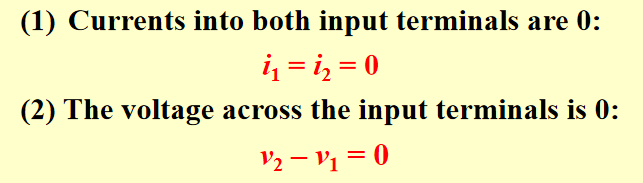 (1) Currents into both input terminals are 0:
i₁ = i₂ = 0
(2) The voltage across the input terminals is 0:
v₂ – v₁ = 0